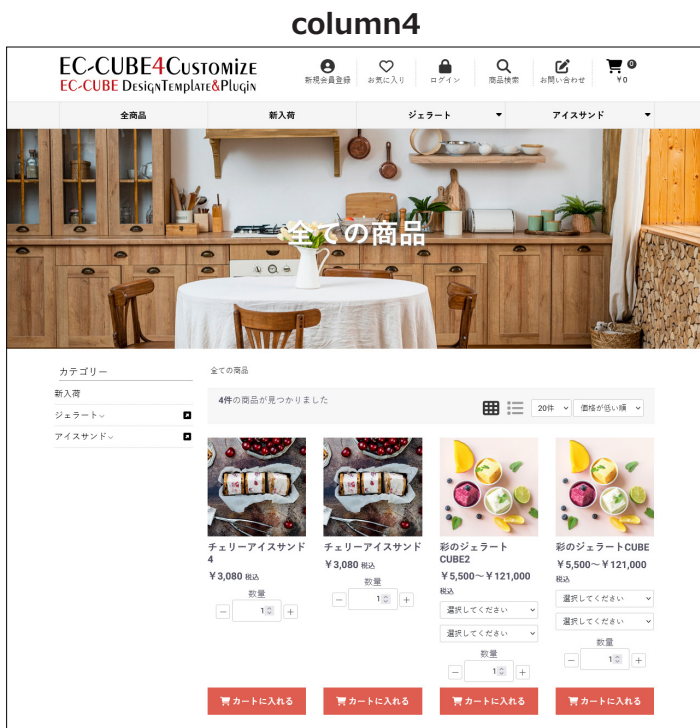 column4
EC-CUBE4Customize
EC-CUBE DesignTemplate&Plugin
新規会員登録
お気に入り
ログイン
商品検索
お問い合わせ
0
￥0
全商品
新入荷
ジェラート
アイスサンド
全ての商品
カテゴリー
新入荷
ジェラート
アイスサンド
全ての商品
4件の商品が見つかりました
20件
価格が低い順
チェリーアイスサンド
4
￥3,080 税込
数量
1
カートに入れる
チェリーアイスサンド
￥3,080 税込
数量
1
カートに入れる
彩のジェラート
CUBE2
￥5,500～￥121,000
税込
選択してください
選択してください
数量
1
カートに入れる
彩のジェラートCUBE
￥5,500～￥121,000
税込
選択してください
選択してください
数量
1
カートに入れる